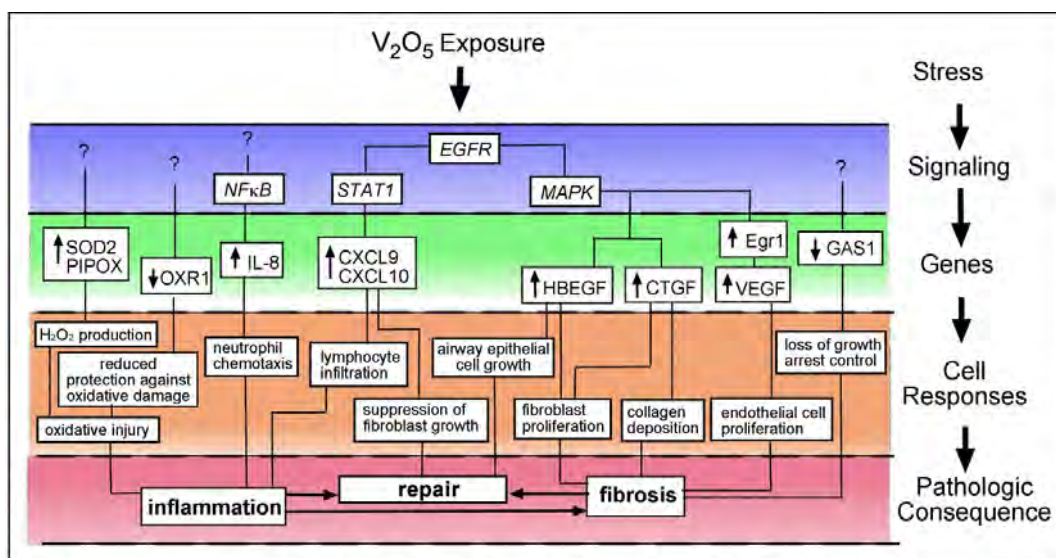 V₂O₅ Exposure
Stress
Signaling
Genes
Cell
Responses
Pathologic
Consequence
?
?
?
?
EGFR
NFκB
STAT1
MAPK
↑ SOD2
PIPOX
↓ OXR1
↑ IL-8
↑ CXCL9
CXCL10
↑ HBEGF
↑ CTGF
↑ Egr1
↑ VEGF
↓ GAS1
H₂O₂ production
reduced
protection against
oxidative damage
oxidative injury
neutrophil
chemotaxis
lymphocyte
infiltration
suppression of
fibroblast growth
airway epithelial
cell growth
fibroblast
proliferation
collagen
deposition
endothelial cell
proliferation
loss of growth
arrest control
inflammation
repair
fibrosis